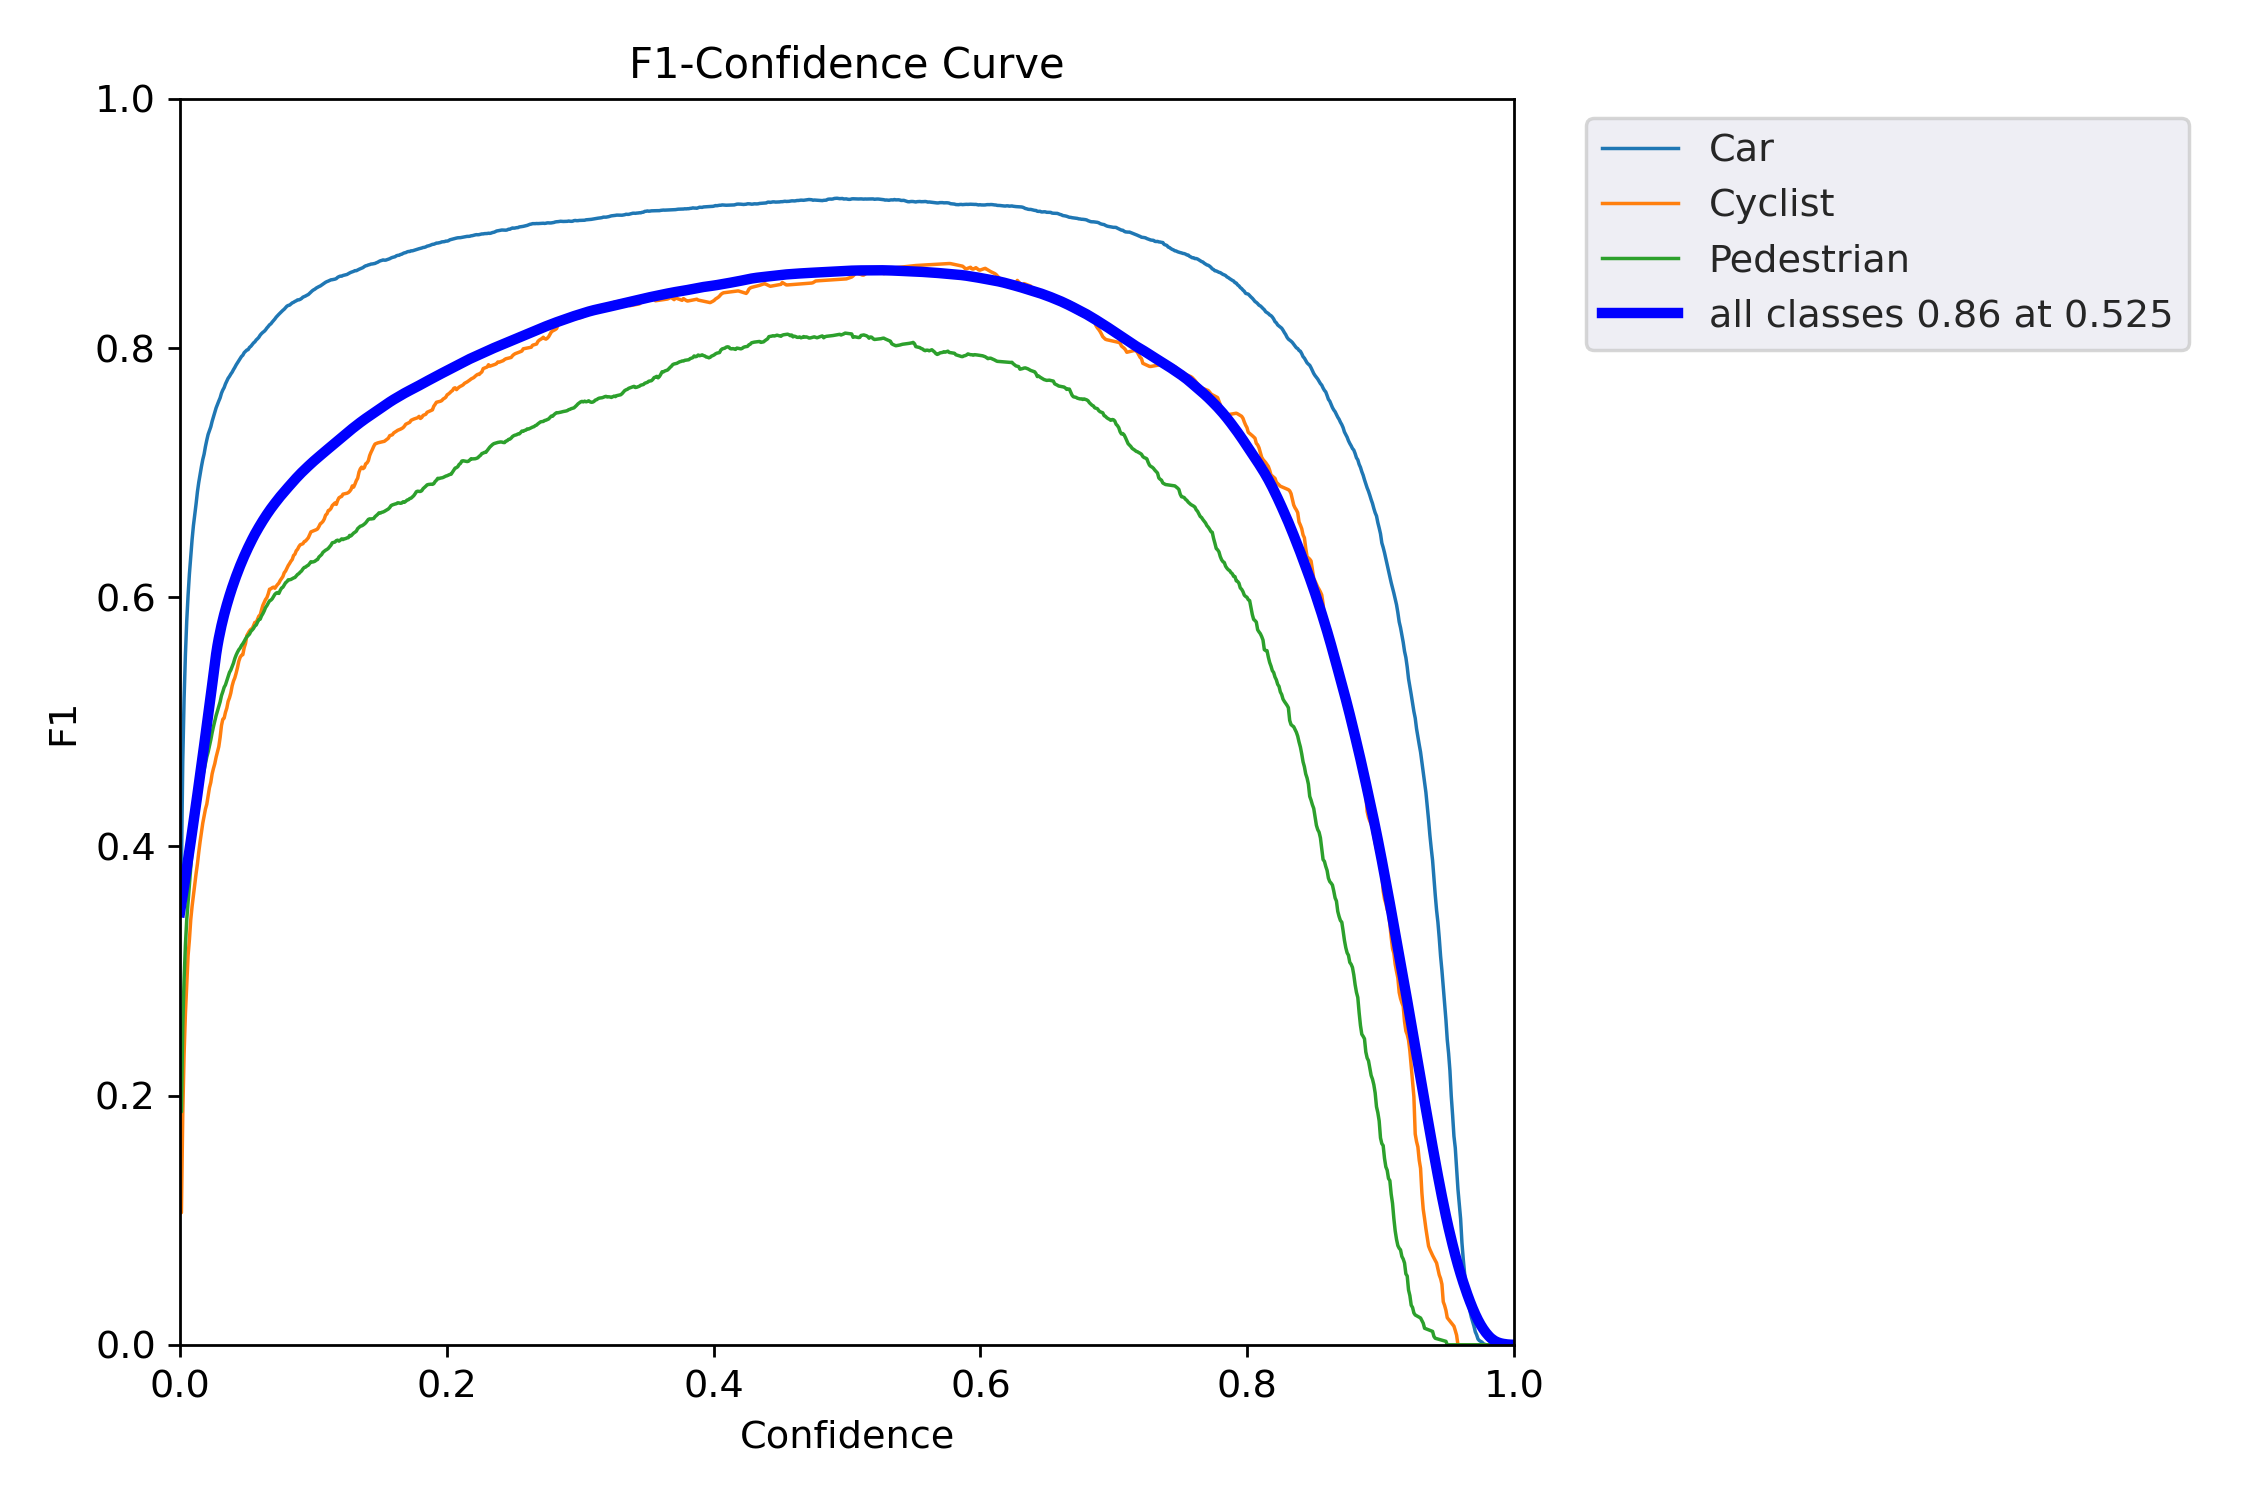 F1-Confidence Curve
1.0
0.8
0.6
0.4
0.2
0.0
F1
0.0 0.2 0.4 0.6 0.8 1.0
Confidence
Car
Cyclist
Pedestrian
all classes 0.86 at 0.525